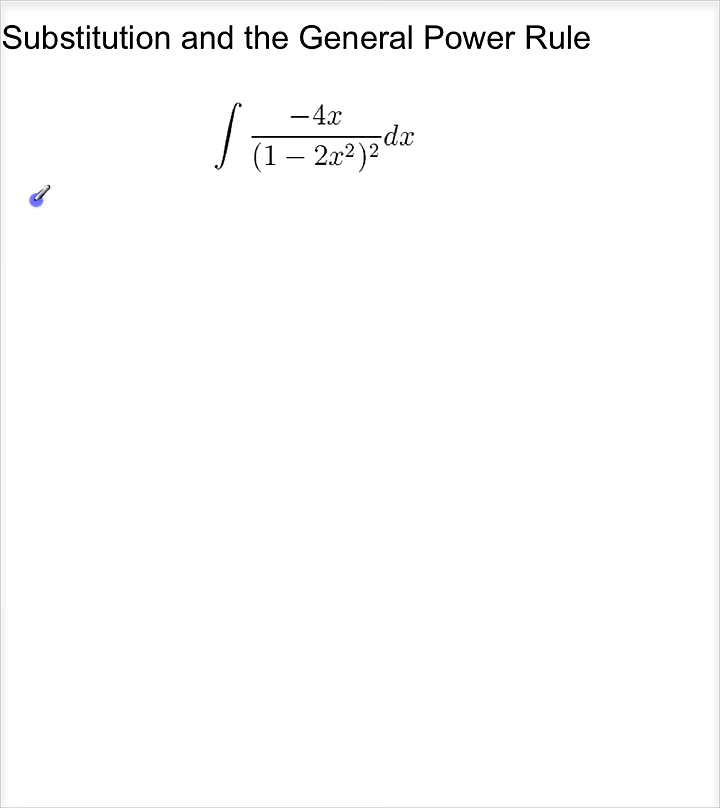 Substitution and the General Power Rule
∫ −4x/(1 − 2x²)² dx